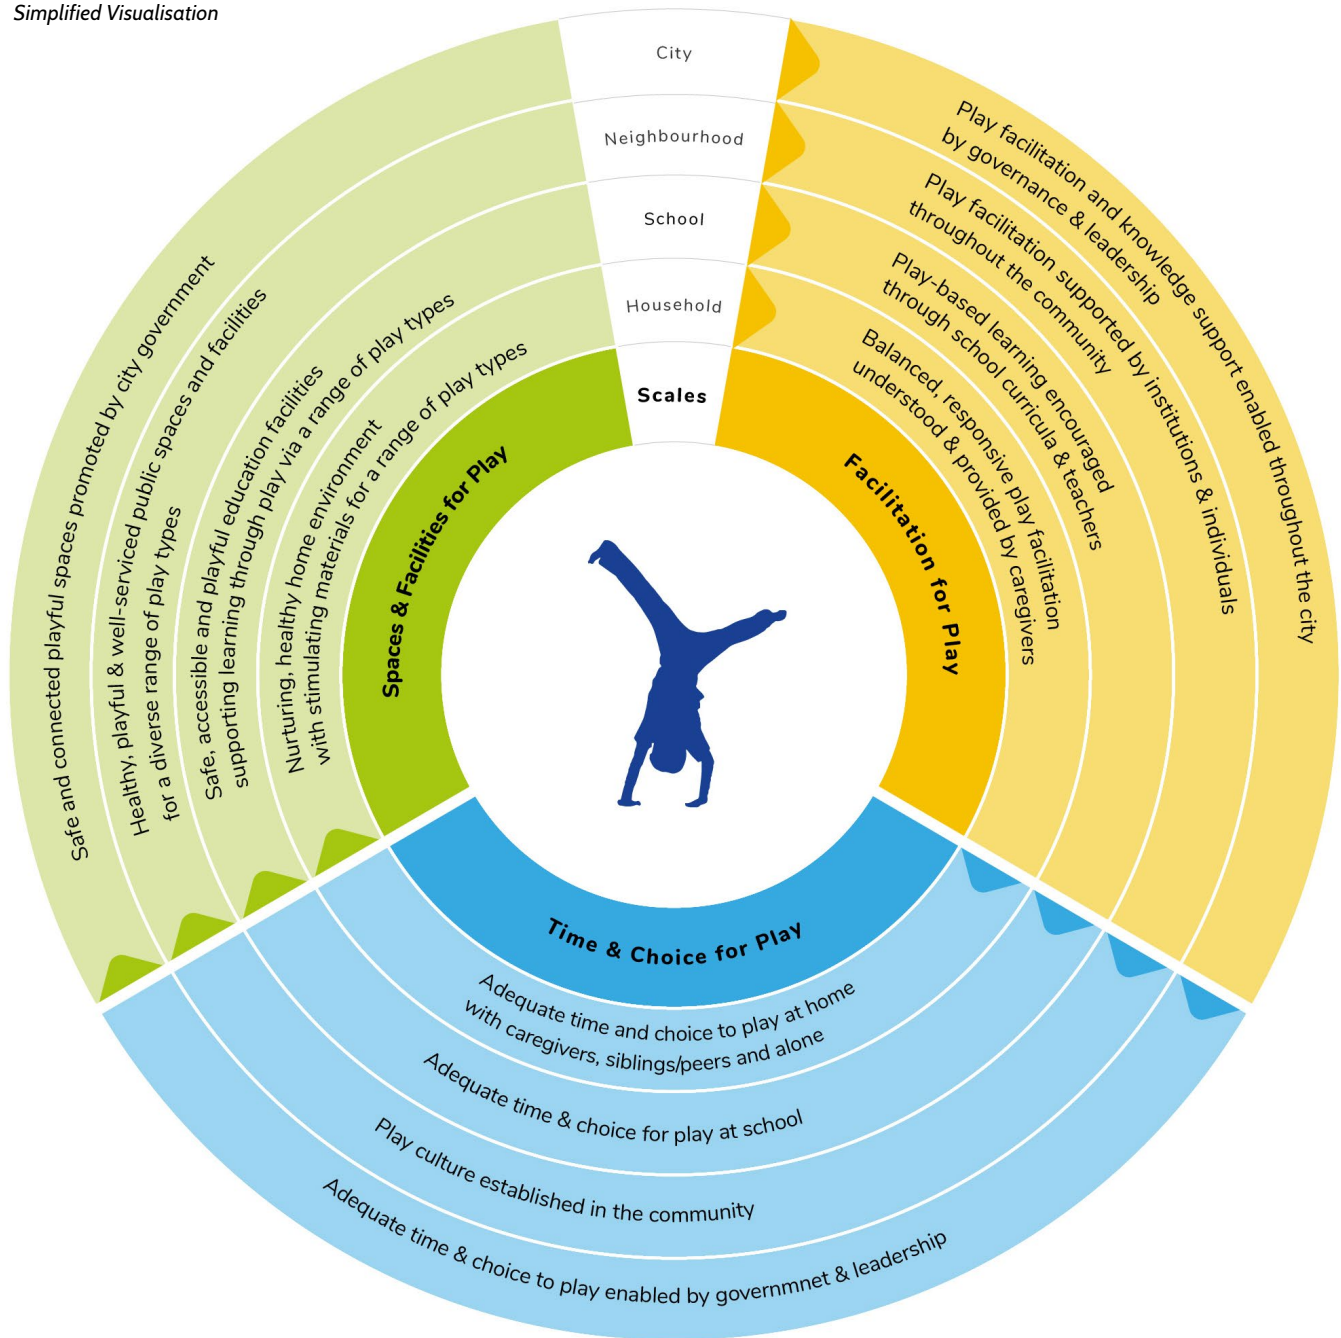 Simplified Visualisation
City
Neighbourhood
School
Household
Scales
Facilitation for Play
Play facilitation and knowledge support enabled throughout the city
by governance & leadership
Play facilitation supported by institutions & individuals
throughout the community
Play-based learning encouraged
through school curricula & teachers
Balanced, responsive play facilitation
understood & provided by caregivers
Time & Choice for Play
Adequate time and choice to play at home
with caregivers, siblings/peers and alone
Adequate time & choice for play at school
Play culture established in the community
Adequate time & choice to play enabled by governmnet & leadership
Spaces & Facilities for Play
Safe and connected playful spaces promoted by city government
Healthy, playful & well-serviced public spaces and facilities
for a diverse range of play types
Safe, accessible and playful education facilities
supporting learning through play via a range of play types
Nurturing, healthy home environment
with stimulating materials for a range of play types